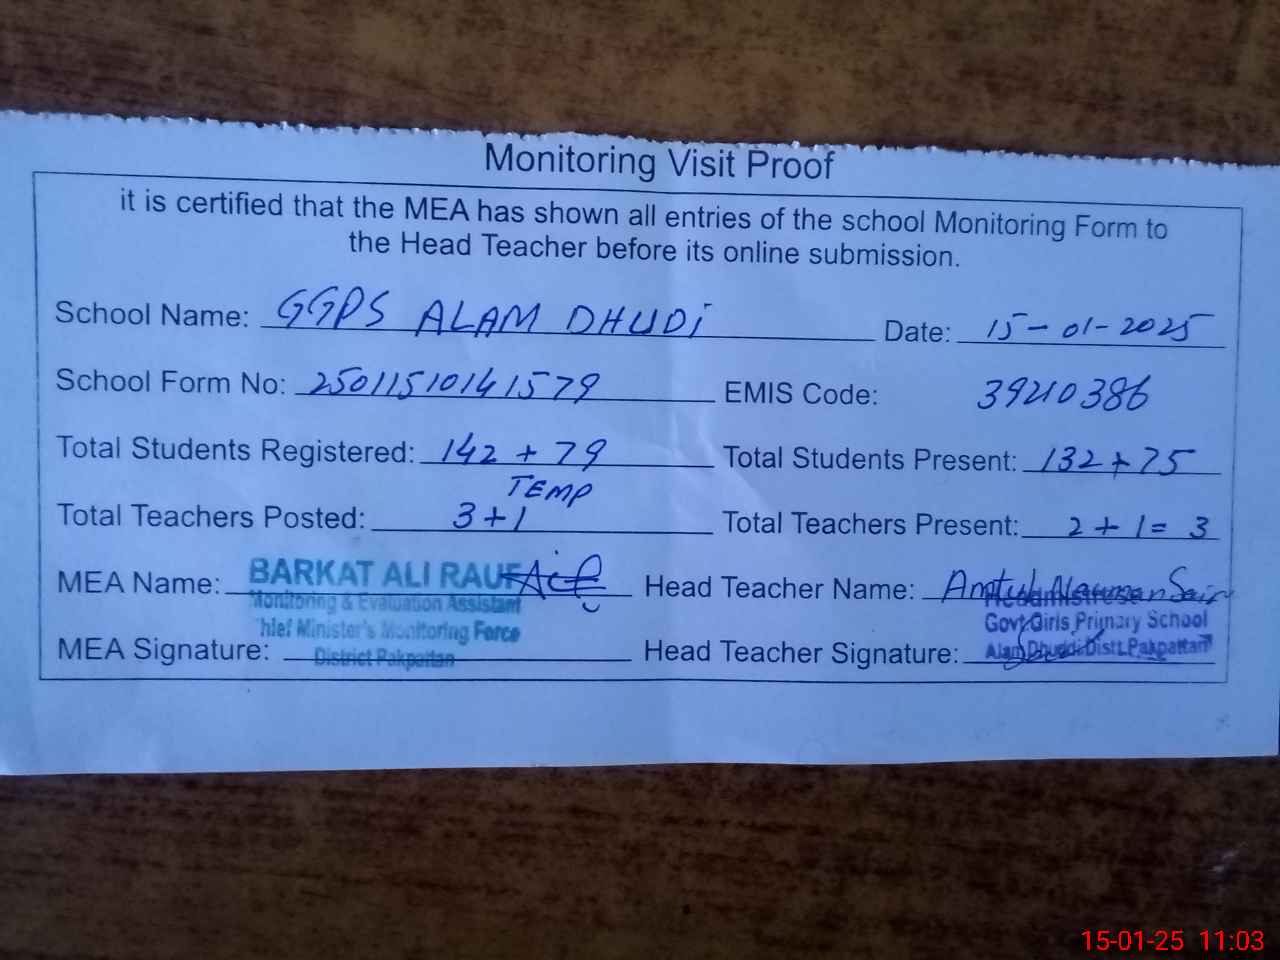 Monitoring Visit Proof
it is certified that the MEA has shown all entries of the school Monitoring Form to
the Head Teacher before its online submission.
School Name: GGPS ALAM DHUDi Date: 15-01-2025
School Form No: 25011510141579 EMIS Code: 39210386
Total Students Registered: 142 + 79 Total Students Present: 132+75
TEMP
Total Teachers Posted: 3+1 Total Teachers Present: 2+1= 3
MEA Name: BARKAT ALI RAUF Head Teacher Name:
Monitoring & Evaluation Assistant Headmistress
Chief Minister's Monitoring Force Govt Girls Primary School
MEA Signature: District Pakpattan Head Teacher Signature: Alam Dhuddi Distt.Pakpattan
15-01-25 11:03